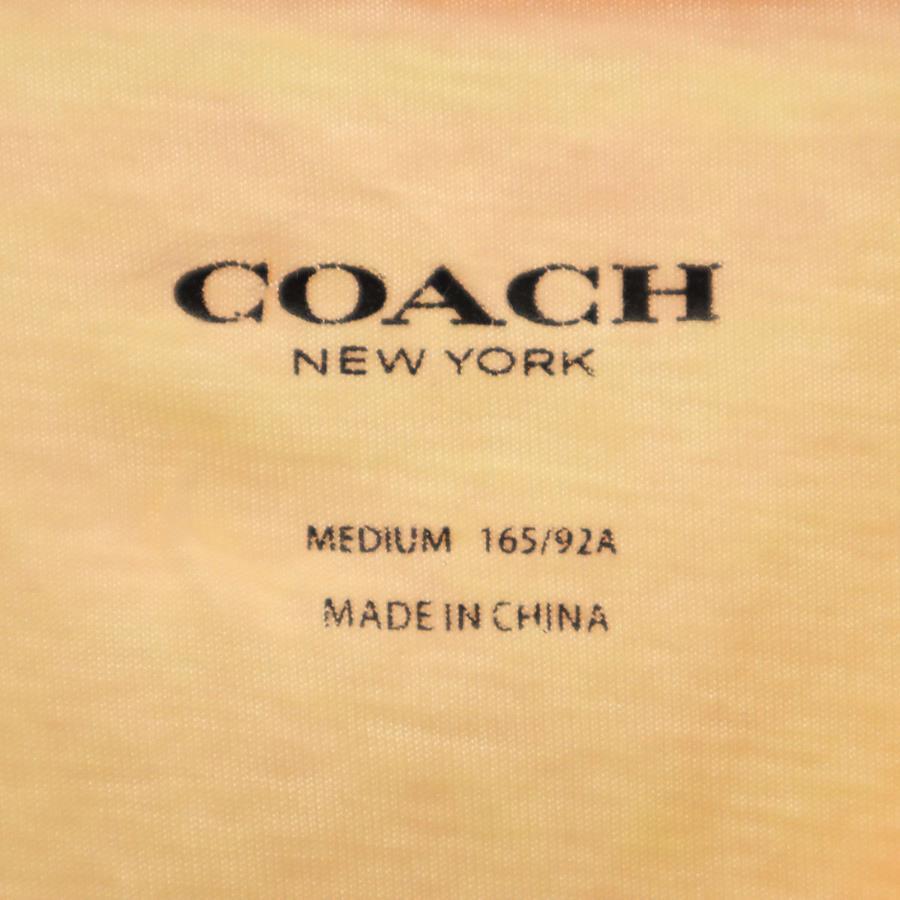 COACH
NEW YORK
MEDIUM 165/92A
MADE IN CHINA